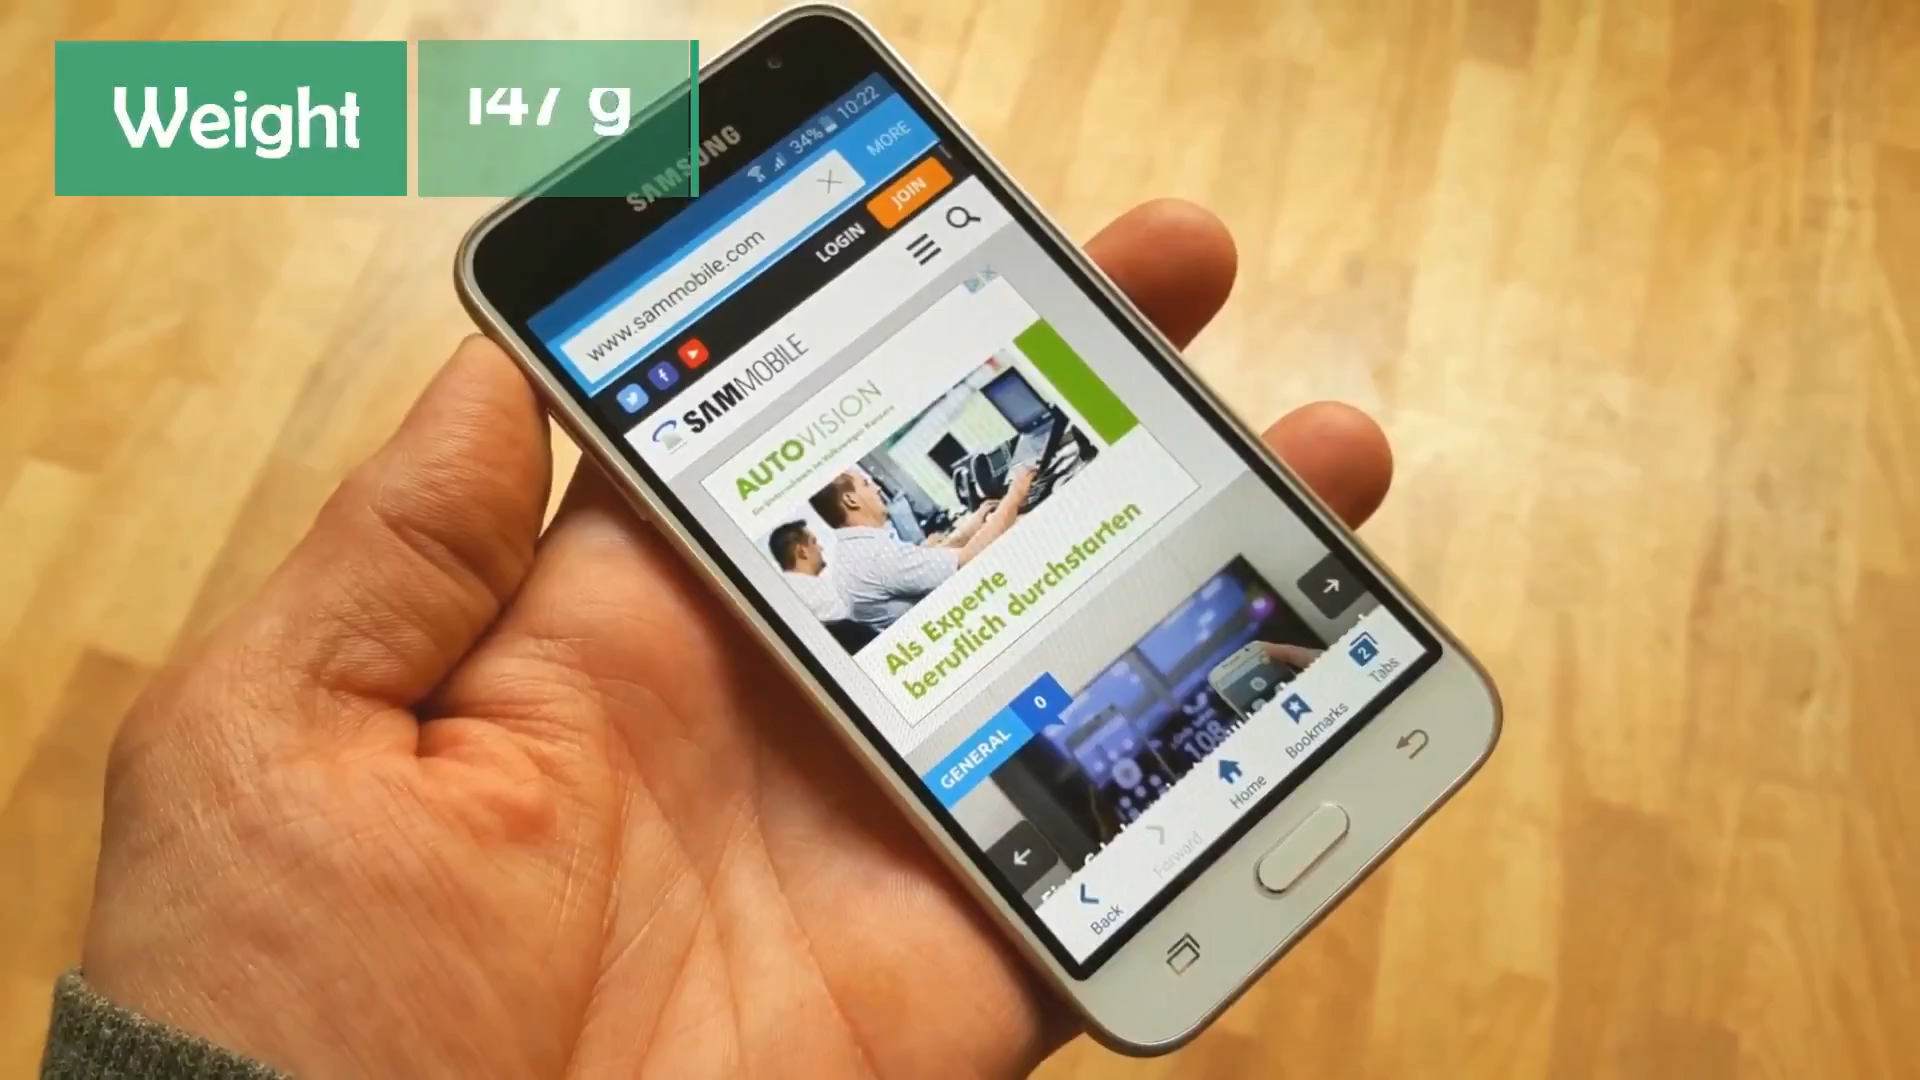 Weight
147 g
SAMSUNG
34% 10:22
www.sammobile.com
MORE
LOGIN
JOIN
SAMMOBILE
AUTOVISION
Als Experte
beruflich durchstarten
GENERAL
0
Back
Forward
Home
Bookmarks
2
Tabs